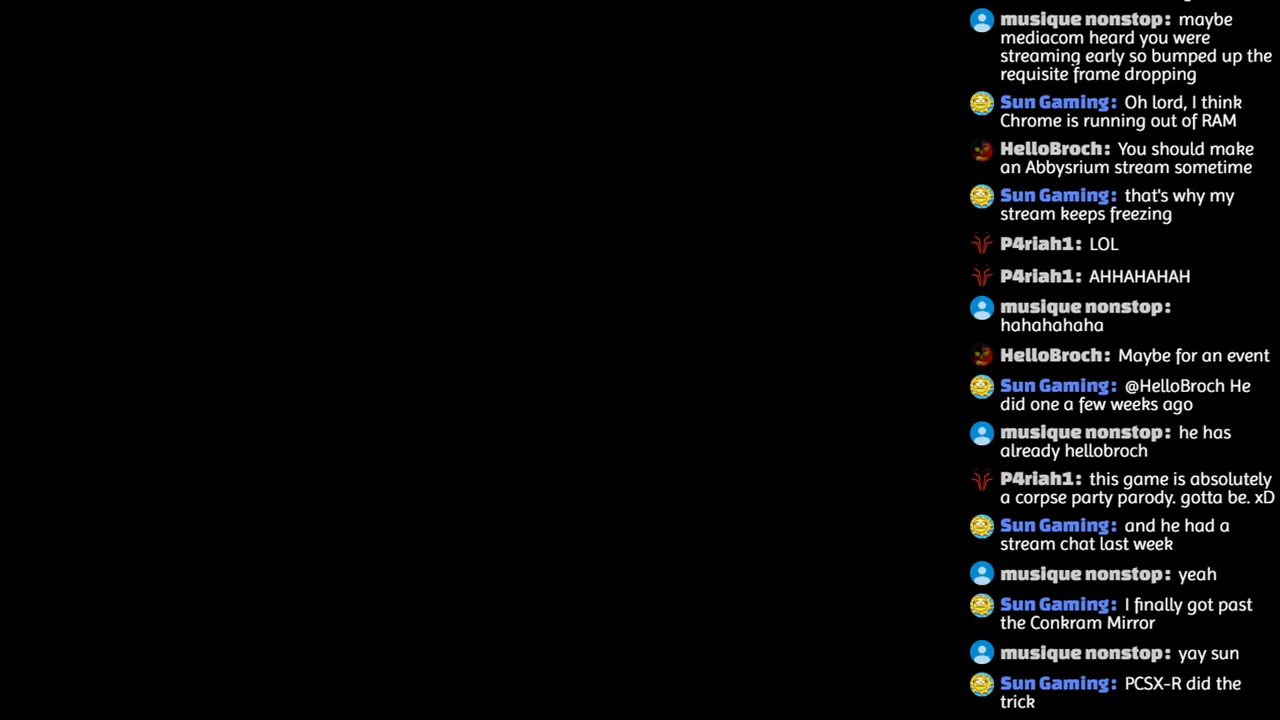 musique nonstop: maybe
mediacom heard you were
streaming early so bumped up the
requisite frame dropping
Sun Gaming: Oh lord, I think
Chrome is running out of RAM
HelloBroch: You should make
an Abbysrium stream sometime
Sun Gaming: that's why my
stream keeps freezing
P4riah1: LOL
P4riah1: AHHAHAHAH
musique nonstop:
hahahahaha
HelloBroch: Maybe for an event
Sun Gaming: @HelloBroch He
did one a few weeks ago
musique nonstop: he has
already hellobroch
P4riah1: this game is absolutely
a corpse party parody. gotta be. xD
Sun Gaming: and he had a
stream chat last week
musique nonstop: yeah
Sun Gaming: I finally got past
the Conkram Mirror
musique nonstop: yay sun
Sun Gaming: PCSX-R did the
trick